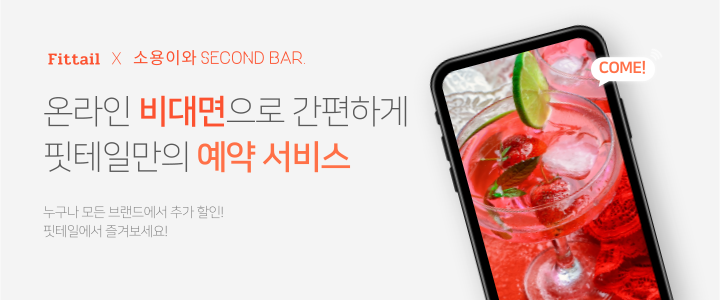 Fittail X 소용이와 SECOND BAR.
COME!
온라인 비대면으로 간편하게
핏테일만의 예약 서비스
누구나 모든 브랜드에서 추가 할인!
핏테일에서 즐겨보세요!